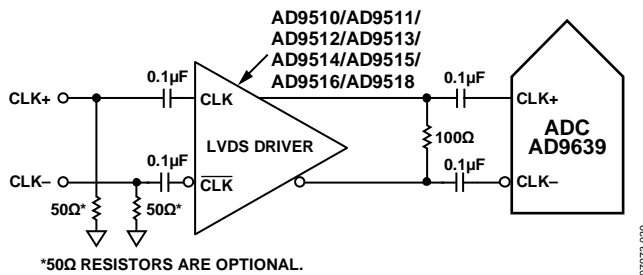 AD9510/AD9511/
AD9512/AD9513/
AD9514/AD9515/
AD9516/AD9518
0.1µF
0.1µF
CLK+
CLK
CLK+
ADC
AD9639
LVDS DRIVER
100Ω
0.1µF
0.1µF
CLK–
CLK
CLK–
50Ω*
50Ω*
*50Ω RESISTORS ARE OPTIONAL.